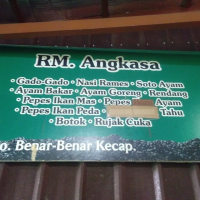 RM. Angkasa
· Gado-Gado · Nasi Rames · Soto Ayam
· Ayam Bakar · Ayam Goreng · Rendang
· Pepes Ikan Mas · Pepes Ayam
· Pepes Ikan Peda · Tahu
· Botok · Rujak Cuka
o. Benar-Benar Kecap.